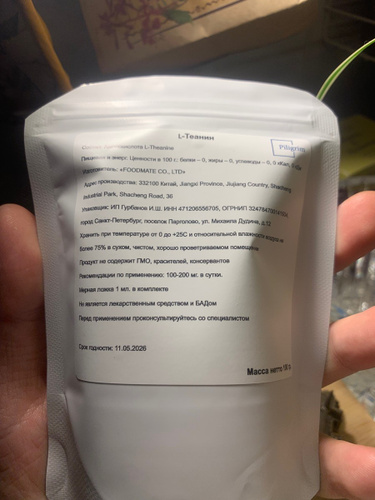 L-Теанин
Piligrim
Состав: аминокислота L-Theanine
Пищевая и энерг. Ценности в 100 г: белки – 0, жиры – 0, углеводы – 0, 0 кКал,
Изготовитель: «FOODMATE CO., LTD»
Адрес производства: 332100 Китай, Jiangxi Province, Jiujiang Country, Shacheng
Industrial Park, Shacheng Road, 36
Упаковщик: ИП Гурбанов И.Ш. ИНН 471206556705, ОГРНИП
город Санкт-Петербург, поселок Парголово, ул. Михаила Дудина, д.12
Хранить при температуре от 0 до +25С и относительной влажности воздуха не
более 75% в сухом, чистом, хорошо проветриваемом помещении
Продукт не содержит ГМО, красителей, консервантов
Рекомендации по применению: 100-200 мг. в сутки.
Мерная ложка 1 мл. в комплекте
Не является лекарственным средством и БАДом
Перед применением проконсультируйтесь со специалистом
Срок годности: 11.05.2026
Масса нетто